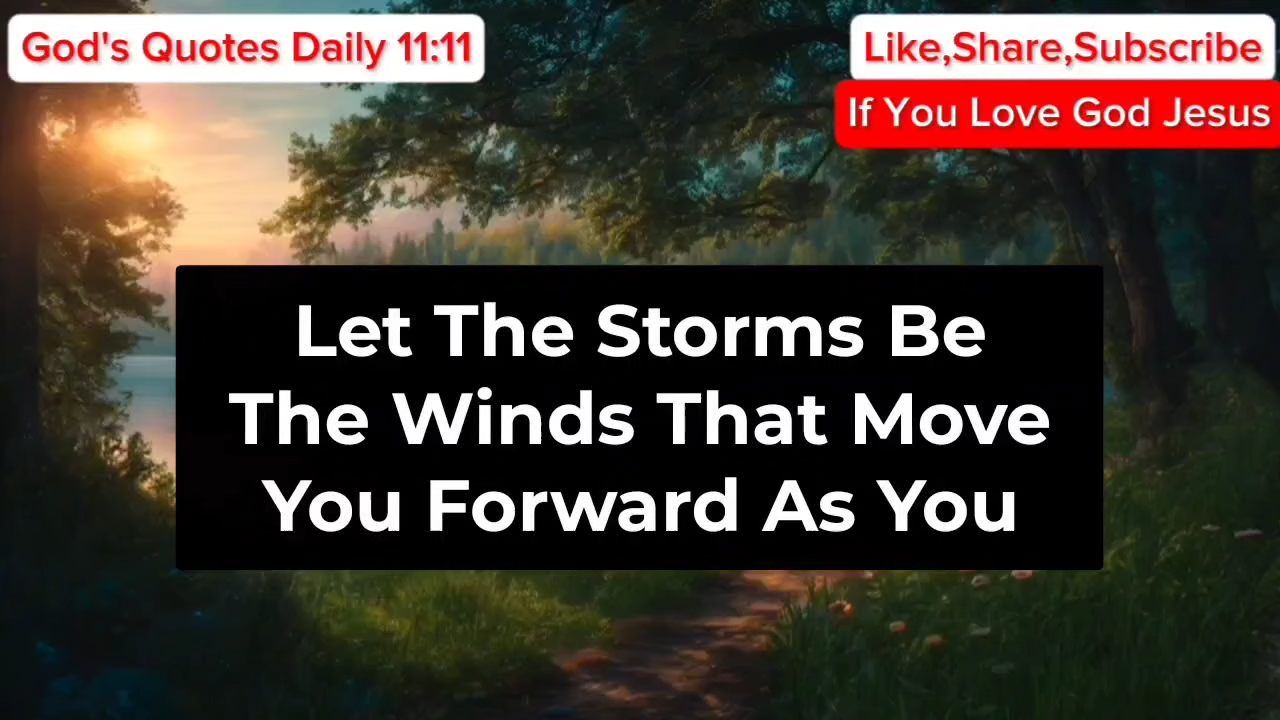 God's Quotes Daily 11:11
Like,Share,Subscribe
If You Love God Jesus
Let The Storms Be
The Winds That Move
You Forward As You